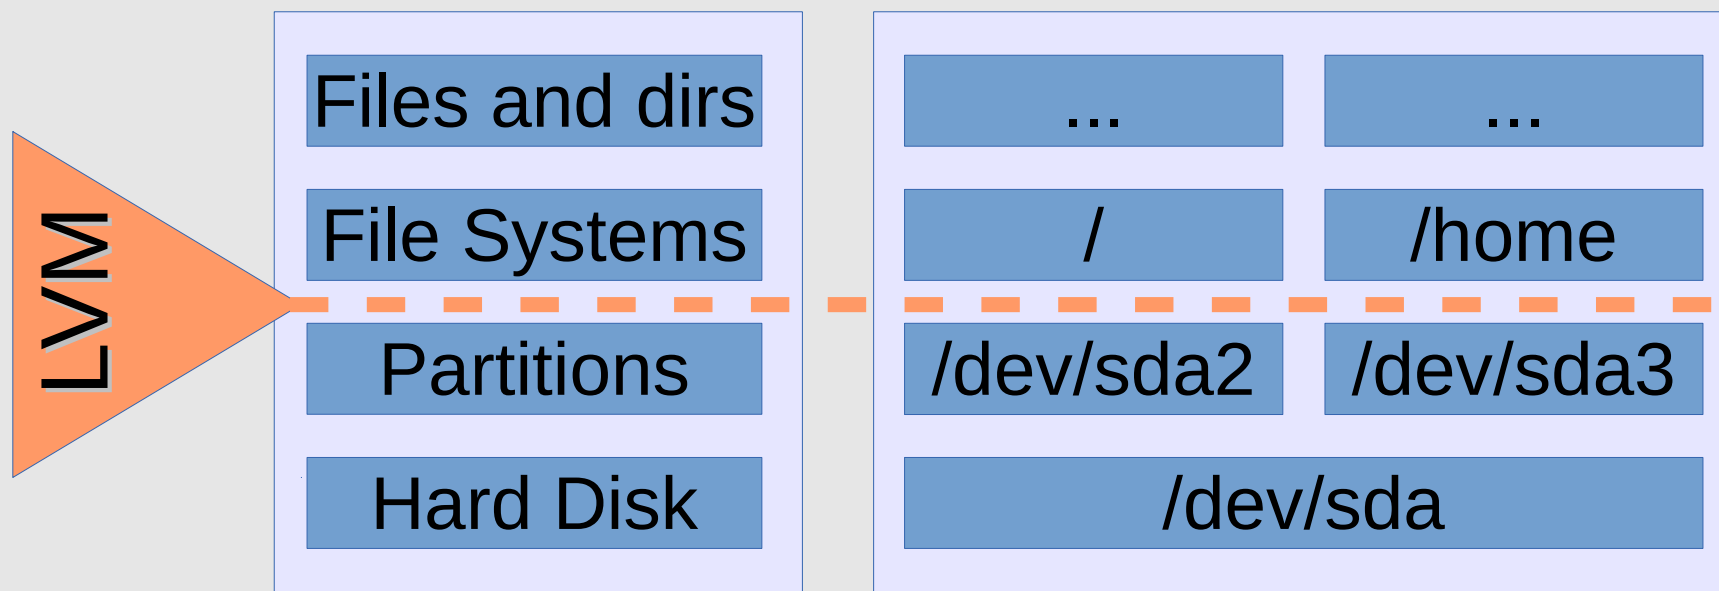 LVM
Files and dirs
File Systems
Partitions
Hard Disk
... ...
/ /home
/dev/sda2 /dev/sda3
/dev/sda